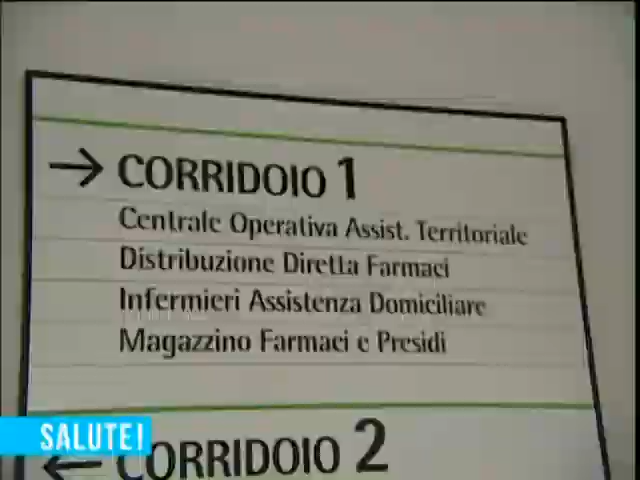 → CORRIDOIO 1
Centrale Operativa Assist. Territoriale
Distribuzione Diretta Farmaci
Infermieri Assistenza Domiciliare
Magazzino Farmaci e Presidi
← CORRIDOIO 2
SALUTE!